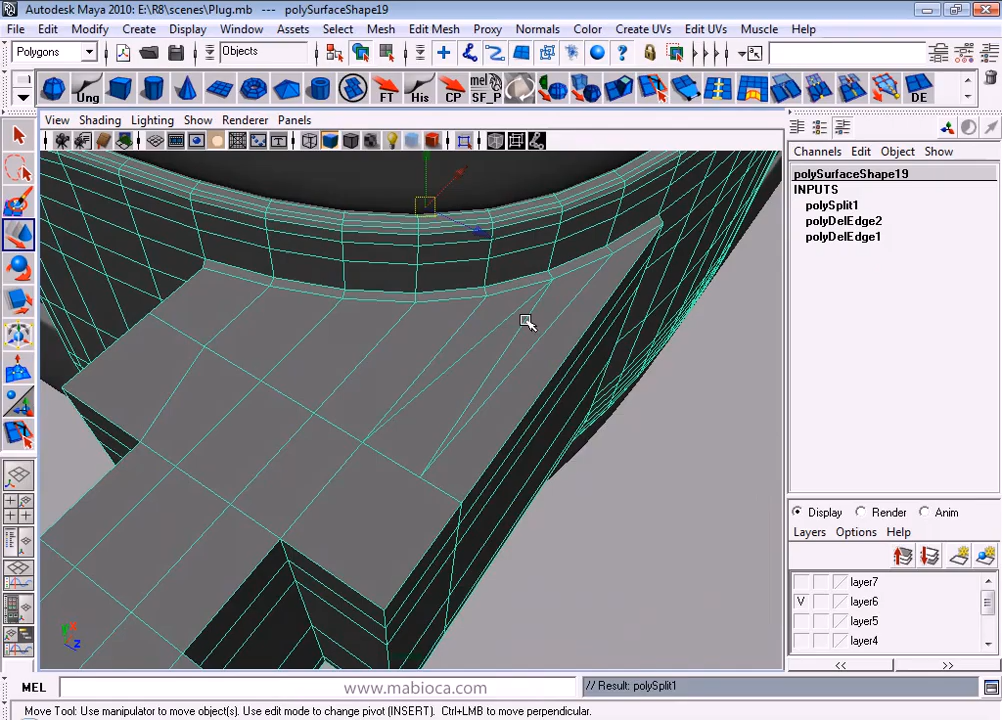 Autodesk Maya 2010: E:\R8\scenes\Plug.mb --- polySurfaceShape19
File Edit Modify Create Display Window Assets Select Mesh Edit Mesh Proxy Normals Color Create UVs Edit UVs Muscle Help
Polygons Objects
Ung FT His CP mel SF_P DE
View Shading Lighting Show Renderer Panels
Channels Edit Object Show
polySurfaceShape19
INPUTS
polySplit1
polyDelEdge2
polyDelEdge1
Display Render Anim
Layers Options Help
layer7
V layer6
layer5
layer4
<< >>
MEL www.mabioca.com // Result: polySplit1
Move Tool: Use manipulator to move object(s). Use edit mode to change pivot (INSERT). Ctrl+LMB to move perpendicular.